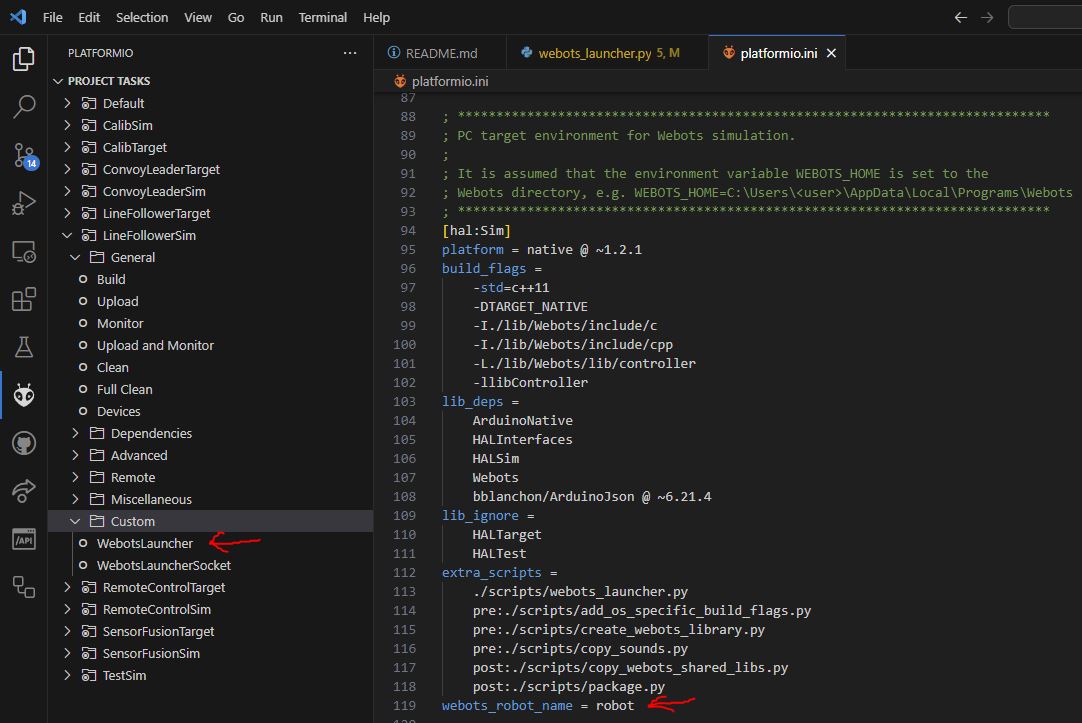 File Edit Selection View Go Run Terminal Help
PLATFORMIO
PROJECT TASKS
Default
CalibSim
CalibTarget
ConvoyLeaderTarget
ConvoyLeaderSim
LineFollowerTarget
LineFollowerSim
General
Build
Upload
Monitor
Upload and Monitor
Clean
Full Clean
Devices
Dependencies
Advanced
Remote
Miscellaneous
Custom
WebotsLauncher
WebotsLauncherSocket
RemoteControlTarget
RemoteControlSim
SensorFusionTarget
SensorFusionSim
TestSim
14
/API
README.md webots_launcher.py 5, M platformio.ini
platformio.ini
87
88 ; *****************************************************************************
89 ; PC target environment for Webots simulation.
90 ;
91 ; It is assumed that the environment variable WEBOTS_HOME is set to the
92 ; Webots directory, e.g. WEBOTS_HOME=C:\Users\<user>\AppData\Local\Programs\Webots
93 ; *****************************************************************************
94 [hal:Sim]
95 platform = native @ ~1.2.1
96 build_flags =
97 -std=c++11
98 -DTARGET_NATIVE
99 -I./lib/Webots/include/c
100 -I./lib/Webots/include/cpp
101 -L./lib/Webots/lib/controller
102 -llibController
103 lib_deps =
104 ArduinoNative
105 HALInterfaces
106 HALSim
107 Webots
108 bblanchon/ArduinoJson @ ~6.21.4
109 lib_ignore =
110 HALTarget
111 HALTest
112 extra_scripts =
113 ./scripts/webots_launcher.py
114 pre:./scripts/add_os_specific_build_flags.py
115 pre:./scripts/create_webots_library.py
116 pre:./scripts/copy_sounds.py
117 post:./scripts/copy_webots_shared_libs.py
118 post:./scripts/package.py
119 webots_robot_name = robot